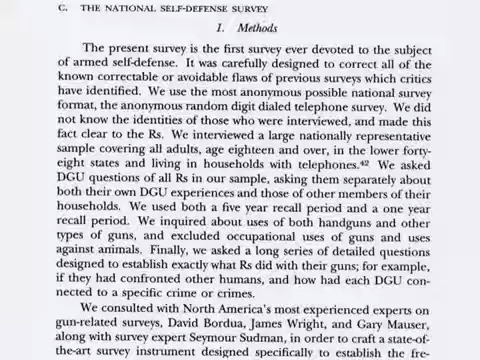 C. THE NATIONAL SELF-DEFENSE SURVEY
1. Methods
The present survey is the first survey ever devoted to the subject
of armed self-defense. It was carefully designed to correct all of
the known correctable or avoidable flaws of previous surveys which critics
have identified. We use the most anonymous possible national survey
format, the anonymous random digit dialed telephone survey. We did
not know the identities of those who were interviewed, and made this
fact clear to the Rs. We interviewed a large nationally representative
sample covering all adults, age eighteen and over, in the lower forty-
eight states and living in households with telephones.42 We asked
DGU questions of all Rs in our sample, asking them separately about
both their own DGU experiences and those of other members of their
households. We used both a five year recall period and a one year
recall period. We inquired about uses of both handguns and other
types of guns, and excluded occupational uses of guns and uses
against animals. Finally, we asked a long series of detailed questions
designed to establish exactly what Rs did with their guns; for example,
if they had confronted other humans, and how had each DGU con-
nected to a specific crime or crimes.
We consulted with North America's most experienced experts on
gun-related surveys, David Bordua, James Wright, and Gary Mauser,
along with survey expert Seymour Sudman, in order to craft a state-of-
the-art survey instrument designed specifically to establish the fre-